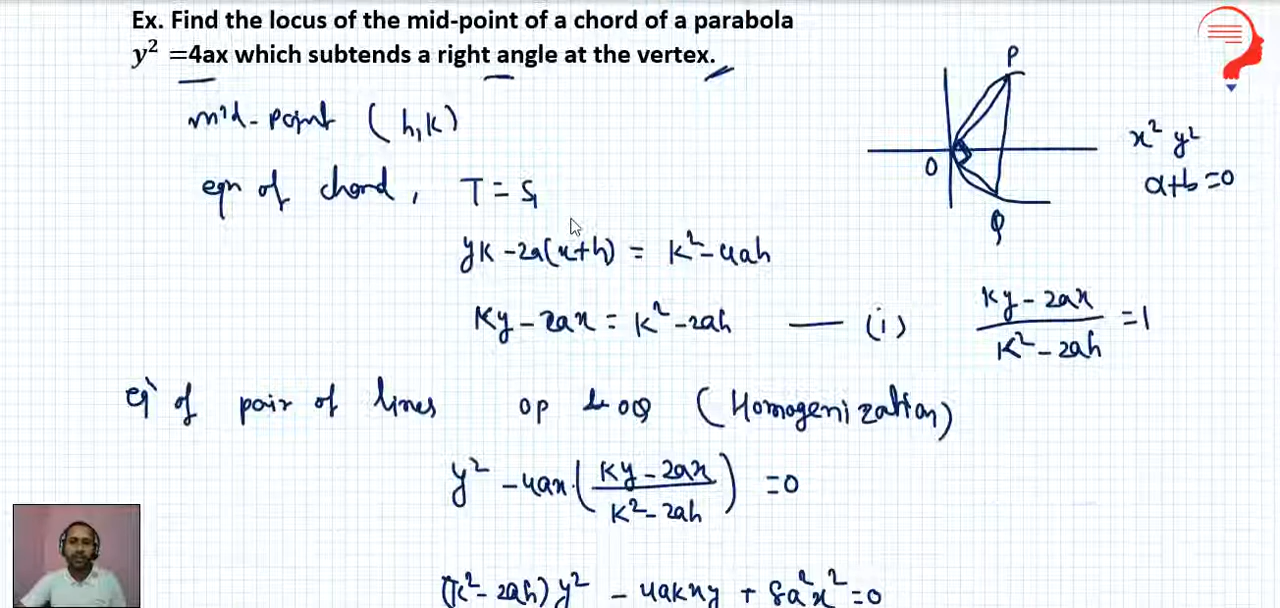 Ex. Find the locus of the mid-point of a chord of a parabola
y² =4ax which subtends a right angle at the vertex.
mid-point (h,k)
eqn of chord, T = S₁
yk - 2a(x+h) = k² - 4ah
ky - 2ax = k² - 2ah —— (i)
(ky - 2ax)/(k² - 2ah) = 1
P
O
Q
x² y²
a+b=0
eqⁿ of pair of lines OP & OQ (Homogenization)
y² - 4ax.((ky - 2ax)/(k² - 2ah)) = 0
(k² - 2ah) y² - 4akxy + 8a²x² = 0